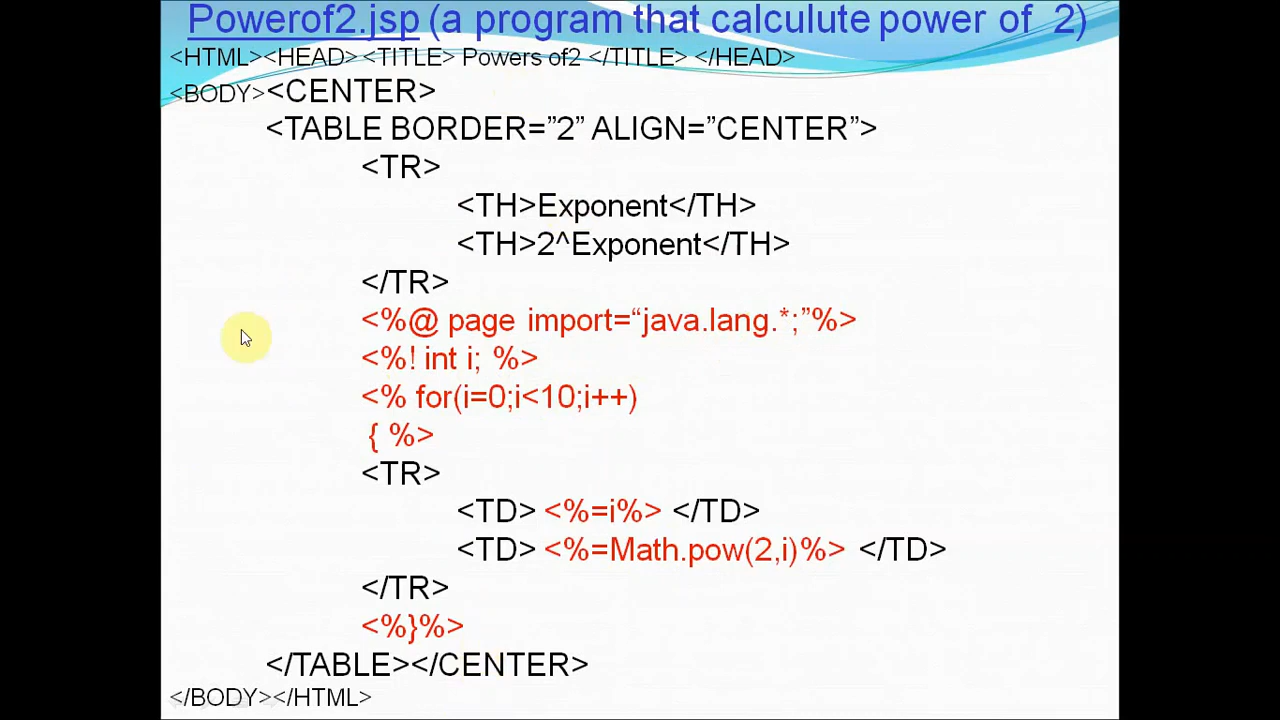 Powerof2.jsp (a program that calculute power of 2)
<HTML><HEAD><TITLE> Powers of2 </TITLE> </HEAD>
<BODY><CENTER>
<TABLE BORDER=”2” ALIGN=”CENTER”>
<TR>
<TH>Exponent</TH>
<TH>2^Exponent</TH>
</TR>
<%@ page import=“java.lang.*;”%>
<%! int i; %>
<% for(i=0;i<10;i++)
{ %>
<TR>
<TD> <%=i%> </TD>
<TD> <%=Math.pow(2,i)%> </TD>
</TR>
<%}%>
</TABLE></CENTER>
</BODY></HTML>